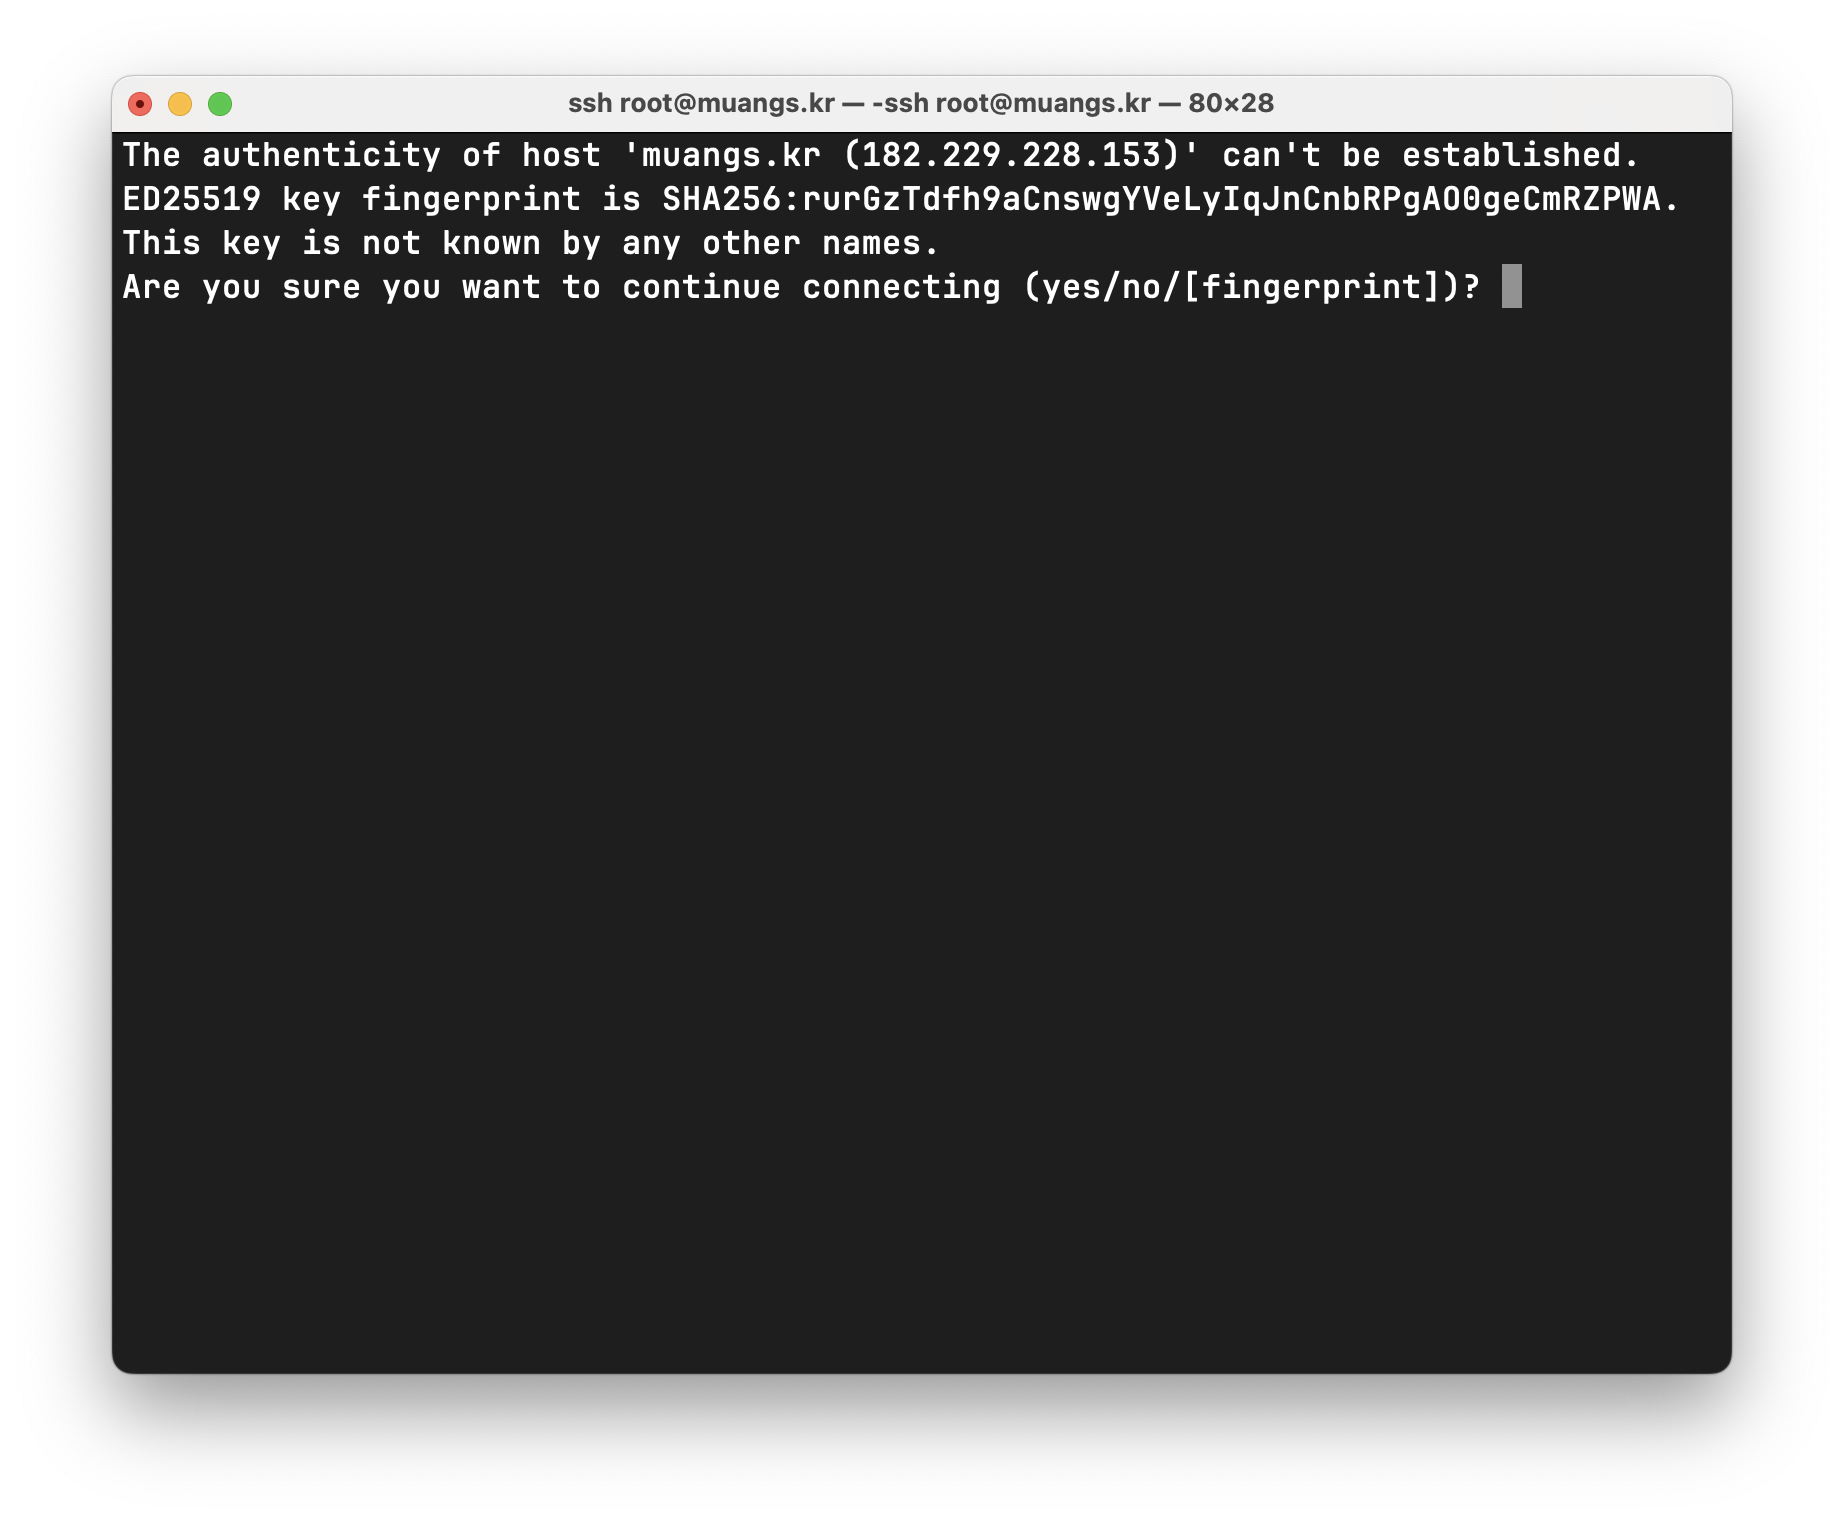 ssh root@muangs.kr — -ssh root@muangs.kr — 80×28
The authenticity of host 'muangs.kr (182.229.228.153)' can't be established.
ED25519 key fingerprint is SHA256:rurGzTdfh9aCnswgYVeLyIqJnCnbRPgAO0geCmRZPWA.
This key is not known by any other names.
Are you sure you want to continue connecting (yes/no/[fingerprint])?